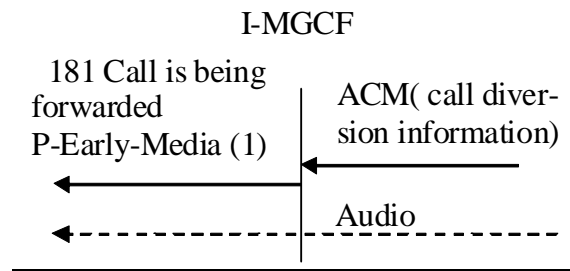 I-MGCF
181 Call is being
forwarded
P-Early-Media (1)
ACM( call diver-
sion information)
Audio